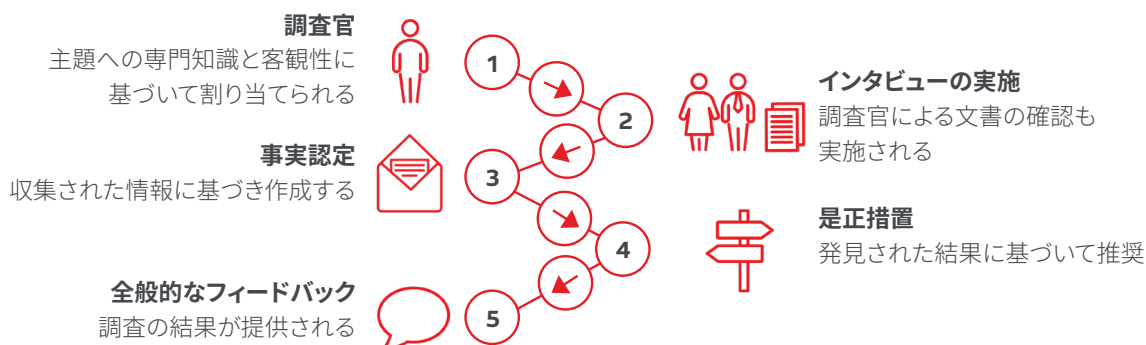 調査官
主題への専門知識と客観性に
基づいて割り当てられる
1
2
インタビューの実施
調査官による文書の確認も
実施される
事実認定
収集された情報に基づき作成する
3
4
是正措置
発見された結果に基づいて推奨
全般的なフィードバック
調査の結果が提供される
5